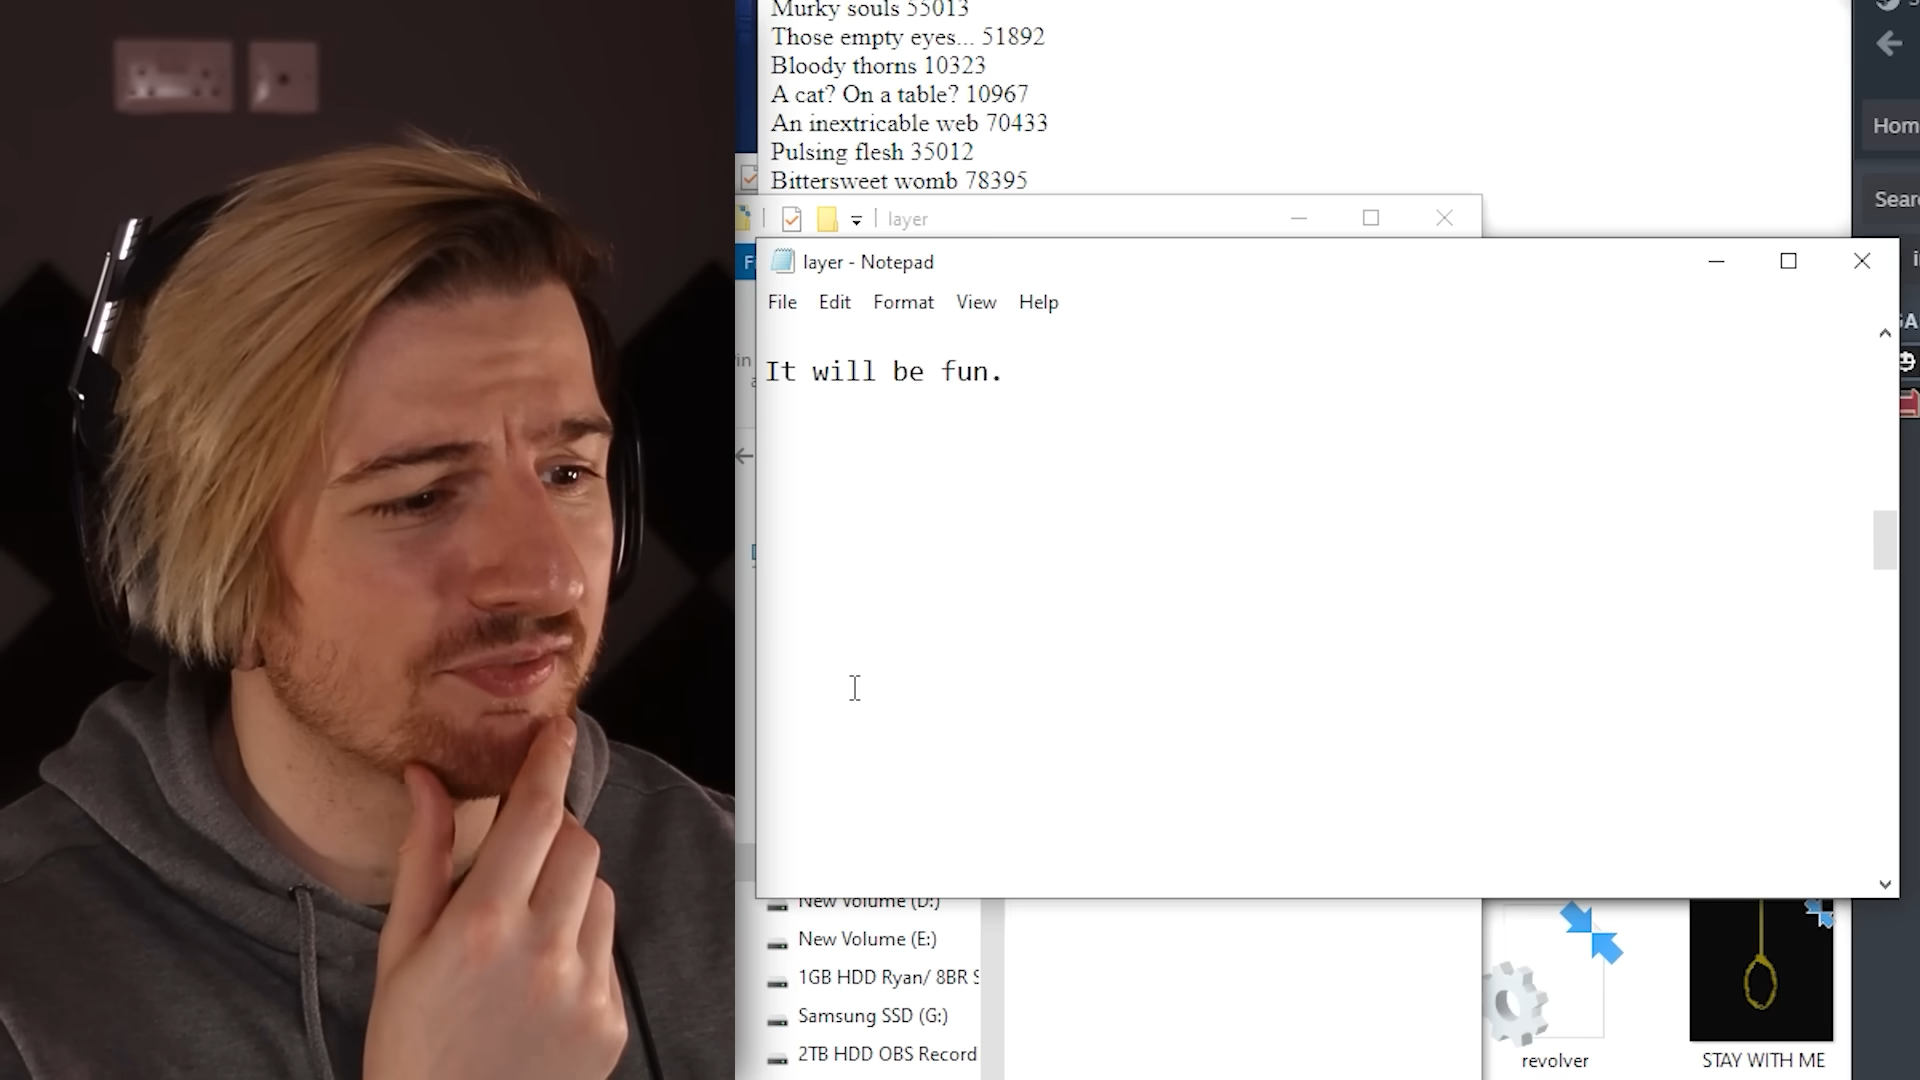 Murky souls 55013
Those empty eyes... 51892
Bloody thorns 10323
A cat? On a table? 10967
An inextricable web 70433
Pulsing flesh 35012
Bittersweet womb 78395
Hom
Sear
layer
layer - Notepad
File Edit Format View Help
It will be fun.
New Volume (D:)
New Volume (E:)
1GB HDD Ryan/ 8BR S
Samsung SSD (G:)
2TB HDD OBS Record
revolver
STAY WITH ME